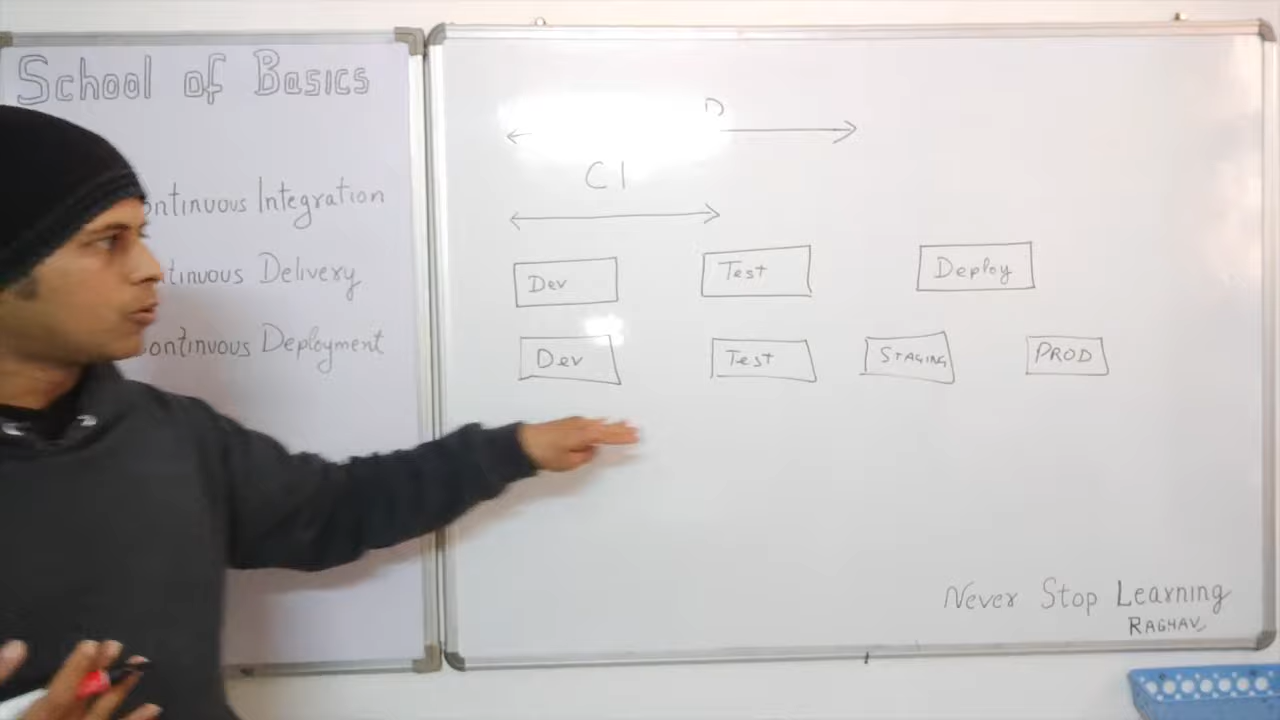 School of Basics
ontinuous Integration
tinuous Delivery
ontinuous Deployment
D
CI
Dev
Test
Deploy
Dev
Test
STAGING
PROD
Never Stop Learning
RAGHAV